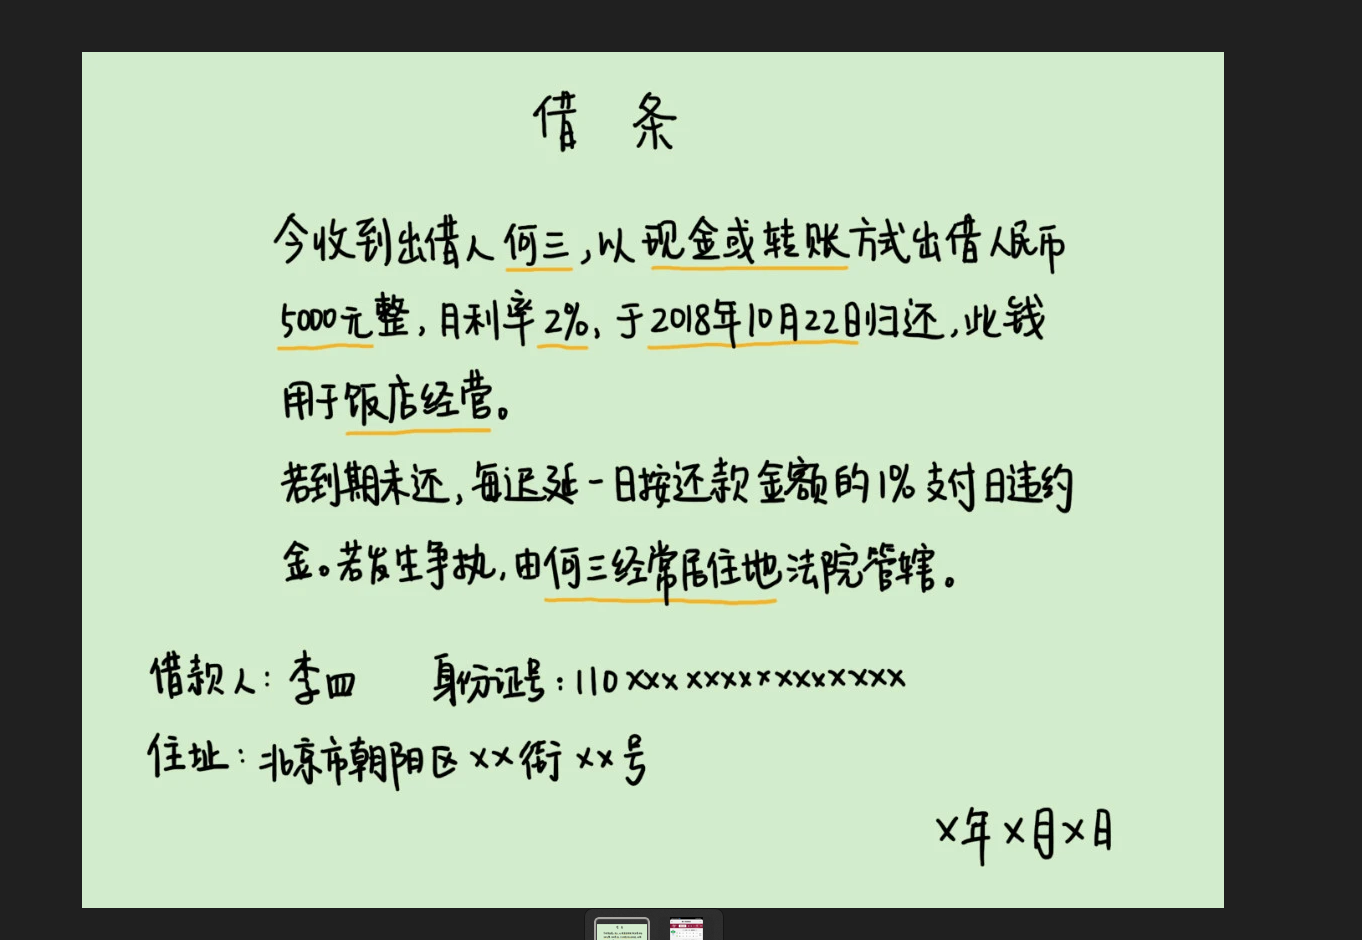 借 条
今收到出借人何三,以现金或转账方式出借人民币
5000元整,月利率2%,于2018年10月22日归还,此钱
用于饭店经营。
若到期未还,每迟延一日按还款金额的1%支付日违约
金。若发生争执,由何三经常居住地法院管辖。
借款人:李四 身份证号:110xxxxxxxxxxxxxxx
住址:北京市朝阳区xx街xx号
x年x月x日